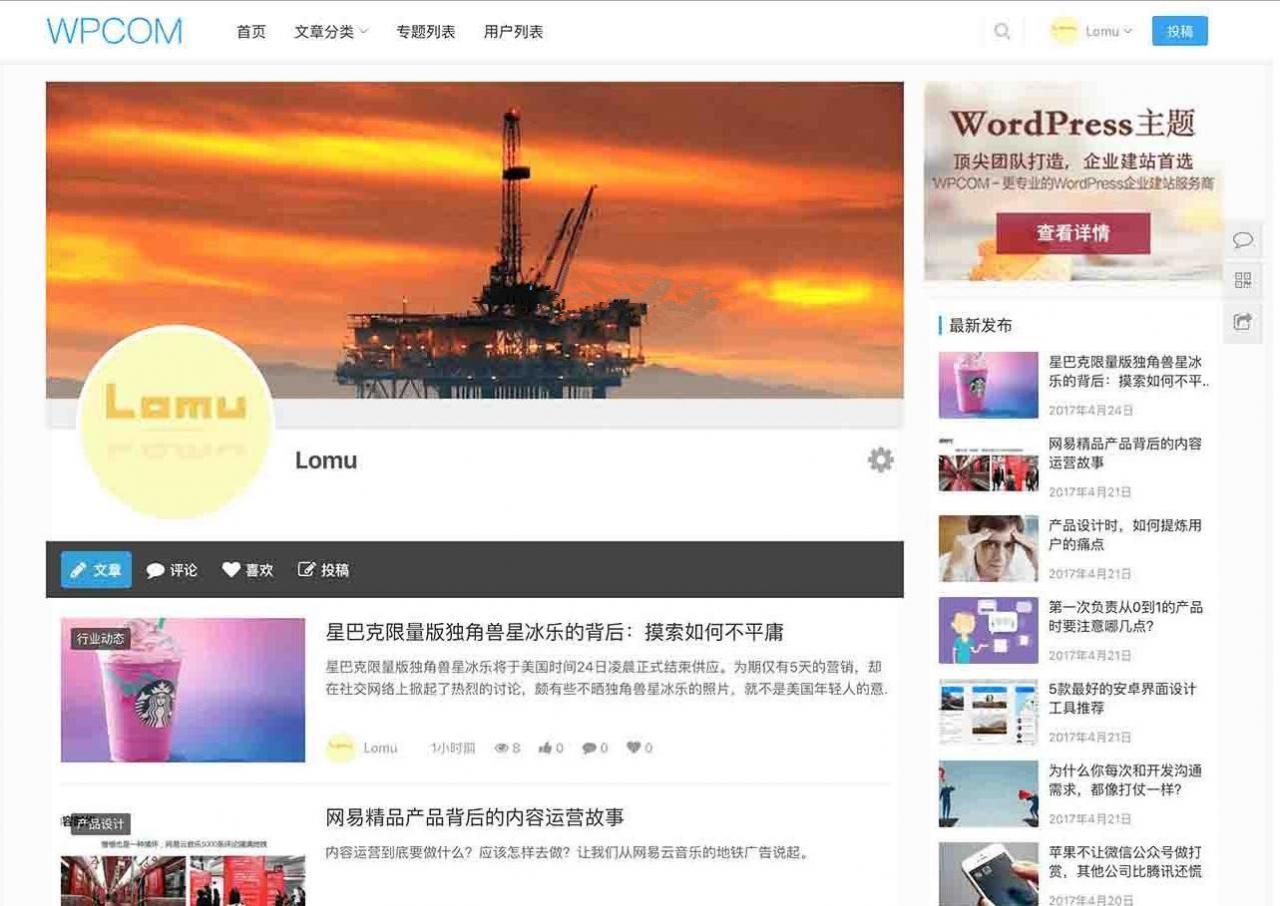 WPCOM
首页 文章分类 专题列表 用户列表
Lomu
投稿
Lomu
Lomu
文章 评论 喜欢 投稿
行业动态
星巴克限量版独角兽星冰乐的背后：摸索如何不平庸
星巴克限量版独角兽星冰乐将于美国时间24日凌晨正式结束供应。为期仅有5天的营销，却
在社交网络上掀起了热烈的讨论，颇有些不晒独角兽星冰乐的照片，就不是美国年轻人的意.
Lomu 1小时前 8 0 0 0
产品设计
网易精品产品背后的内容运营故事
内容运营到底要做什么？应该怎样去做？让我们从网易云音乐的地铁广告说起。
WordPress主题
顶尖团队打造，企业建站首选
WPCOM - 更专业的WordPress企业建站服务商
查看详情
最新发布
星巴克限量版独角兽星冰
乐的背后：摸索如何不平..
2017年4月24日
网易精品产品背后的内容
运营故事
2017年4月21日
产品设计时，如何提炼用
户的痛点
2017年4月21日
第一次负责从0到1的产品
时要注意哪几点？
2017年4月21日
5款最好的安卓界面设计
工具推荐
2017年4月21日
为什么你每次和开发沟通
需求，都像打仗一样？
2017年4月21日
苹果不让微信公众号做打
赏，其他公司比腾讯还慌
2017年4月20日